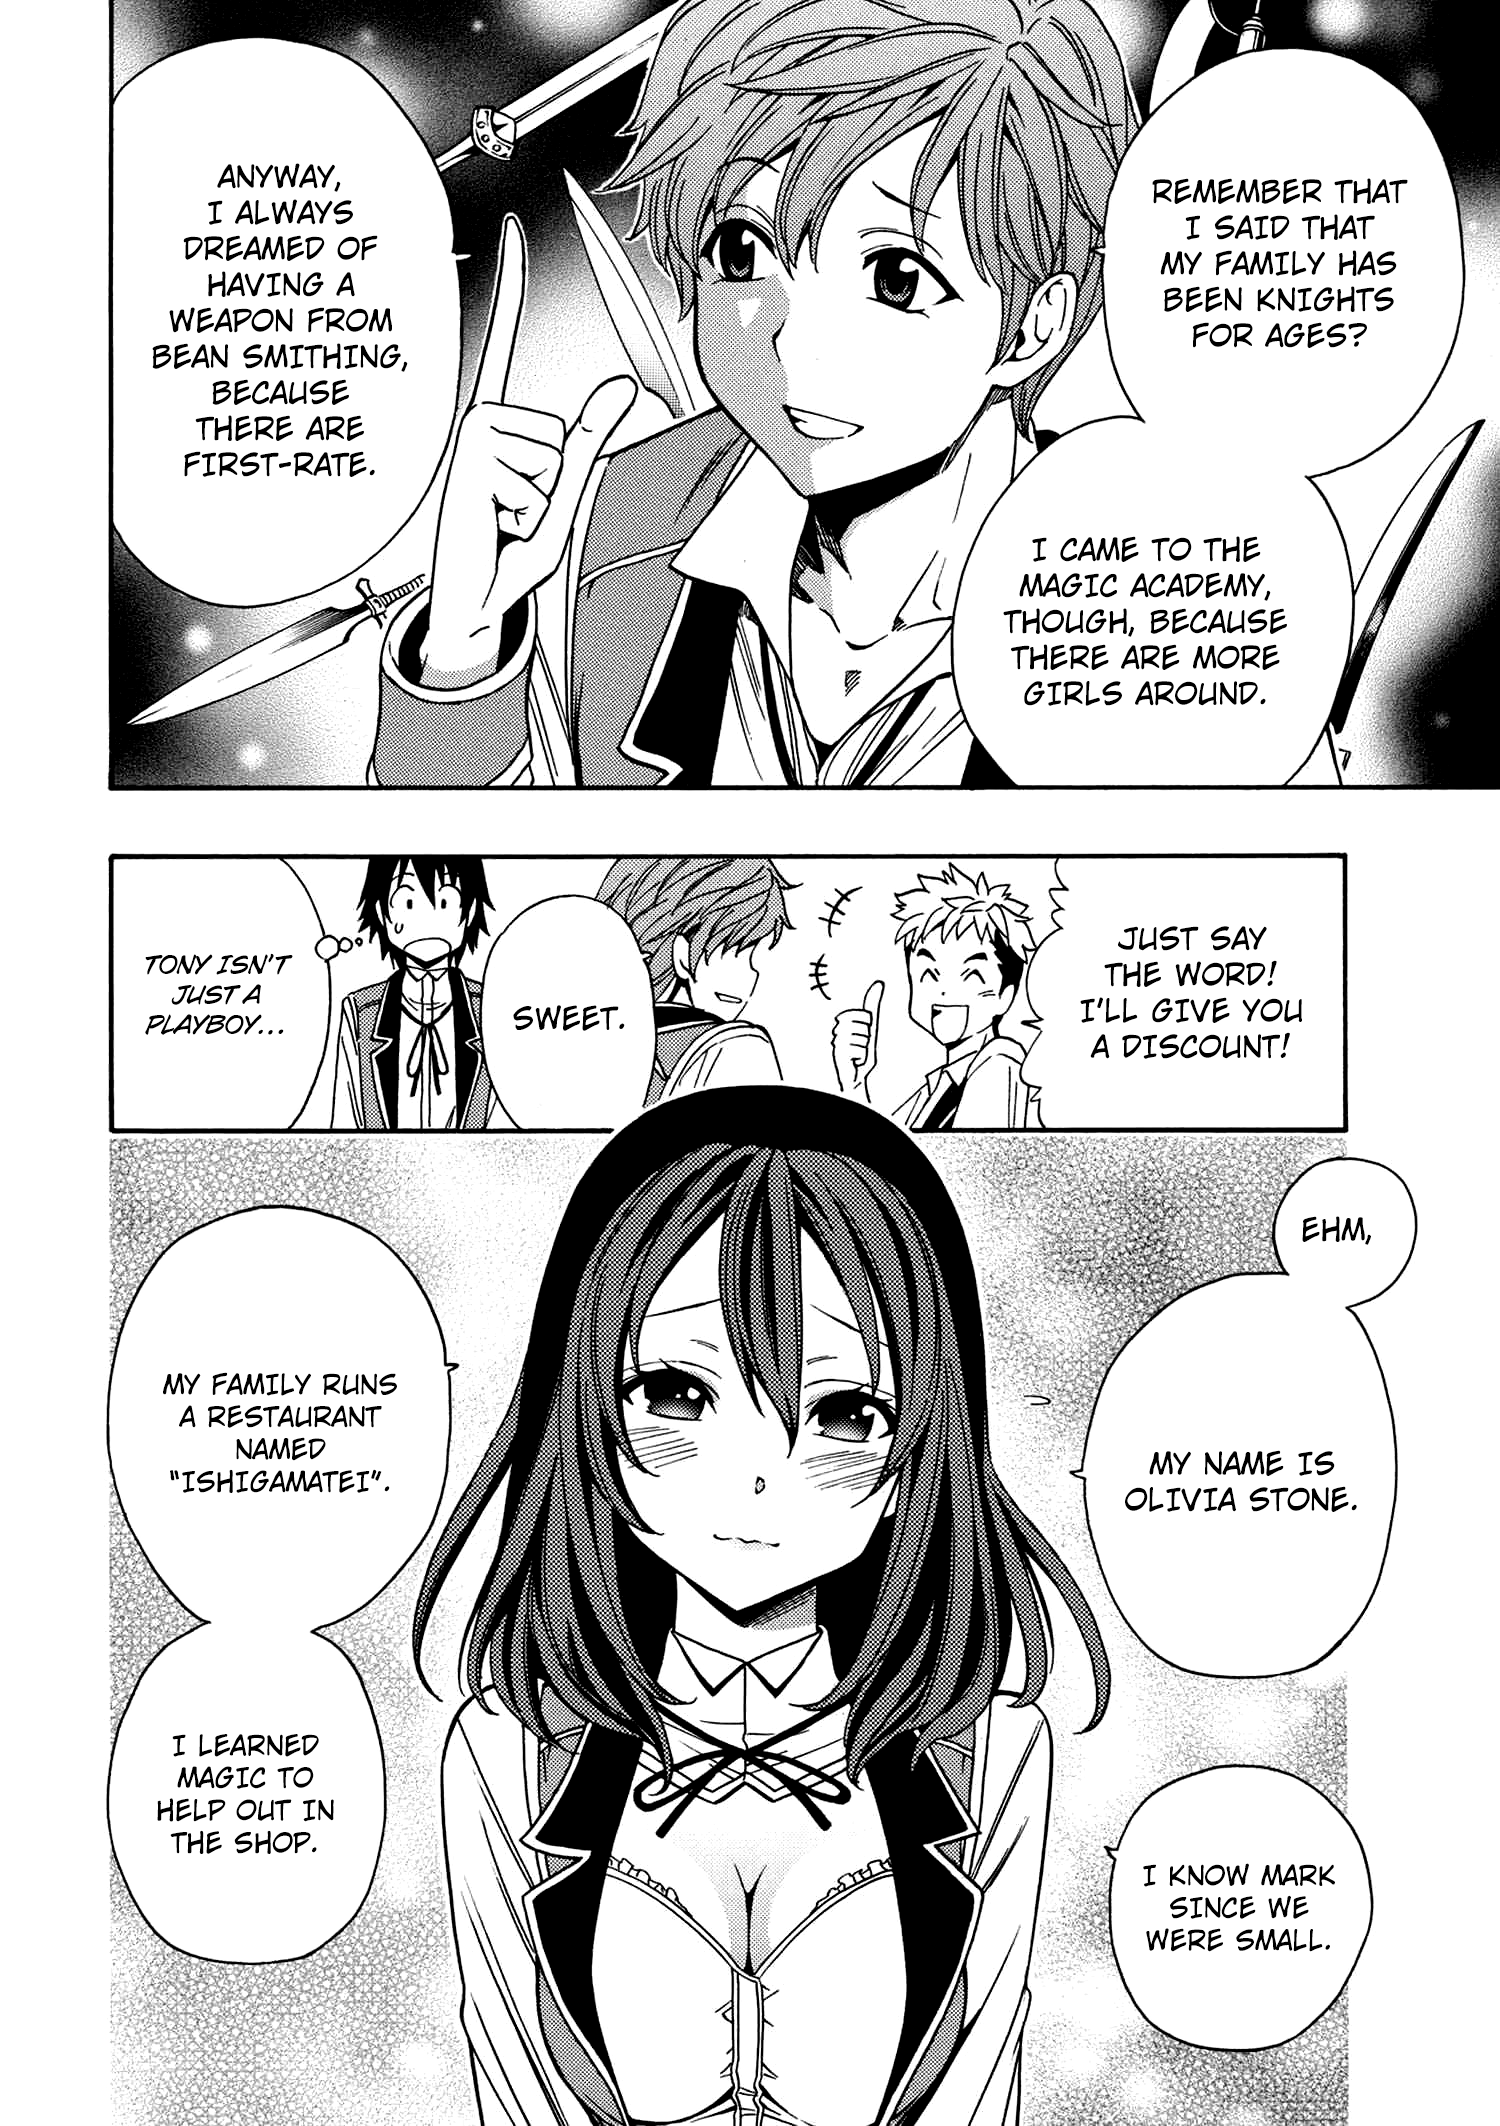 REMEMBER THAT
I SAID THAT
MY FAMILY HAS
BEEN KNIGHTS
FOR AGES?
I CAME TO THE
MAGIC ACADEMY,
THOUGH, BECAUSE
THERE ARE MORE
GIRLS AROUND.
ANYWAY,
I ALWAYS
DREAMED OF
HAVING A
WEAPON FROM
BEAN SMITHING,
BECAUSE
THERE ARE
FIRST-RATE.
JUST SAY
THE WORD!
I'LL GIVE YOU
A DISCOUNT!
SWEET.
TONY ISN'T
JUST A
PLAYBOY...
EHM,
MY NAME IS
OLIVIA STONE.
I KNOW MARK
SINCE WE
WERE SMALL.
MY FAMILY RUNS
A RESTAURANT
NAMED
"ISHIGAMATEI".
I LEARNED
MAGIC TO
HELP OUT IN
THE SHOP.